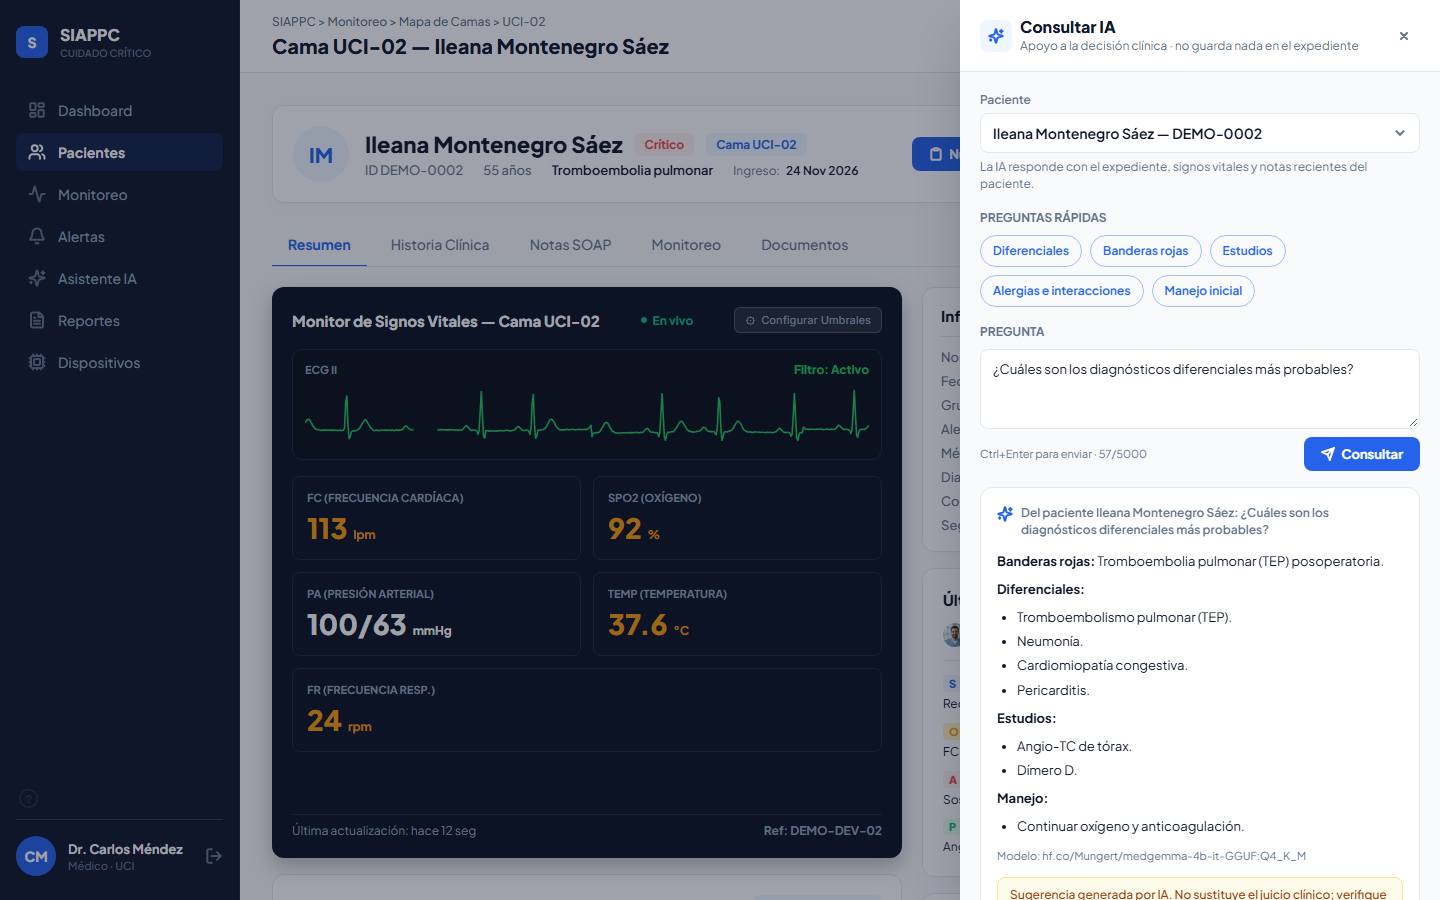 S
SIAPPC
CUIDADO CRÍTICO
Dashboard
Pacientes
Monitoreo
Alertas
Asistente IA
Reportes
Dispositivos
?
CM
Dr. Carlos Méndez
Médico · UCI
SIAPPC > Monitoreo > Mapa de Camas > UCI-02
Cama UCI-02 — Ileana Montenegro Sáez
IM
Ileana Montenegro Sáez
Crítico
Cama UCI-02
ID DEMO-0002
55 años
Tromboembolia pulmonar
Ingreso: 24 Nov 2026
Resumen
Historia Clínica
Notas SOAP
Monitoreo
Documentos
Monitor de Signos Vitales — Cama UCI-02
En vivo
Configurar Umbrales
ECG II
Filtro: Activo
FC (FRECUENCIA CARDÍACA)
113 lpm
SPO2 (OXÍGENO)
92 %
PA (PRESIÓN ARTERIAL)
100/63 mmHg
TEMP (TEMPERATURA)
37.6 °C
FR (FRECUENCIA RESP.)
24 rpm
Última actualización: hace 12 seg
Ref: DEMO-DEV-02
S
O
FC
A
P
Consultar IA
Apoyo a la decisión clínica · no guarda nada en el expediente
Paciente
Ileana Montenegro Sáez — DEMO-0002
La IA responde con el expediente, signos vitales y notas recientes del
paciente.
PREGUNTAS RÁPIDAS
Diferenciales
Banderas rojas
Estudios
Alergias e interacciones
Manejo inicial
PREGUNTA
¿Cuáles son los diagnósticos diferenciales más probables?
Ctrl+Enter para enviar · 57/5000
Consultar
Del paciente Ileana Montenegro Sáez: ¿Cuáles son los
diagnósticos diferenciales más probables?
Banderas rojas: Tromboembolia pulmonar (TEP) posoperatoria.
Diferenciales:
• Tromboembolismo pulmonar (TEP).
• Neumonía.
• Cardiomiopatía congestiva.
• Pericarditis.
Estudios:
• Angio-TC de tórax.
• Dímero D.
Manejo:
• Continuar oxígeno y anticoagulación.
Modelo: hf.co/Mungert/medgemma-4b-it-GGUF:Q4_K_M
Sugerencia generada por IA. No sustituye el juicio clínico; verifique